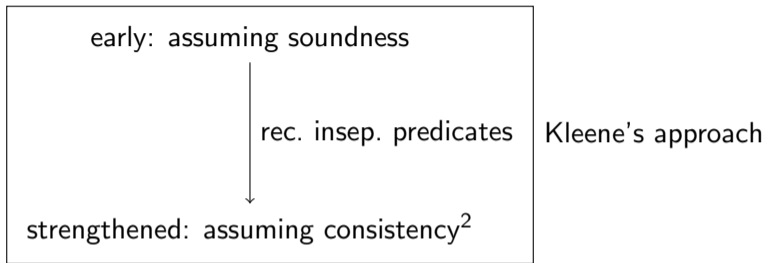 early: assuming soundness
rec. insep. predicates
Kleene's approach
strengthened: assuming consistency²